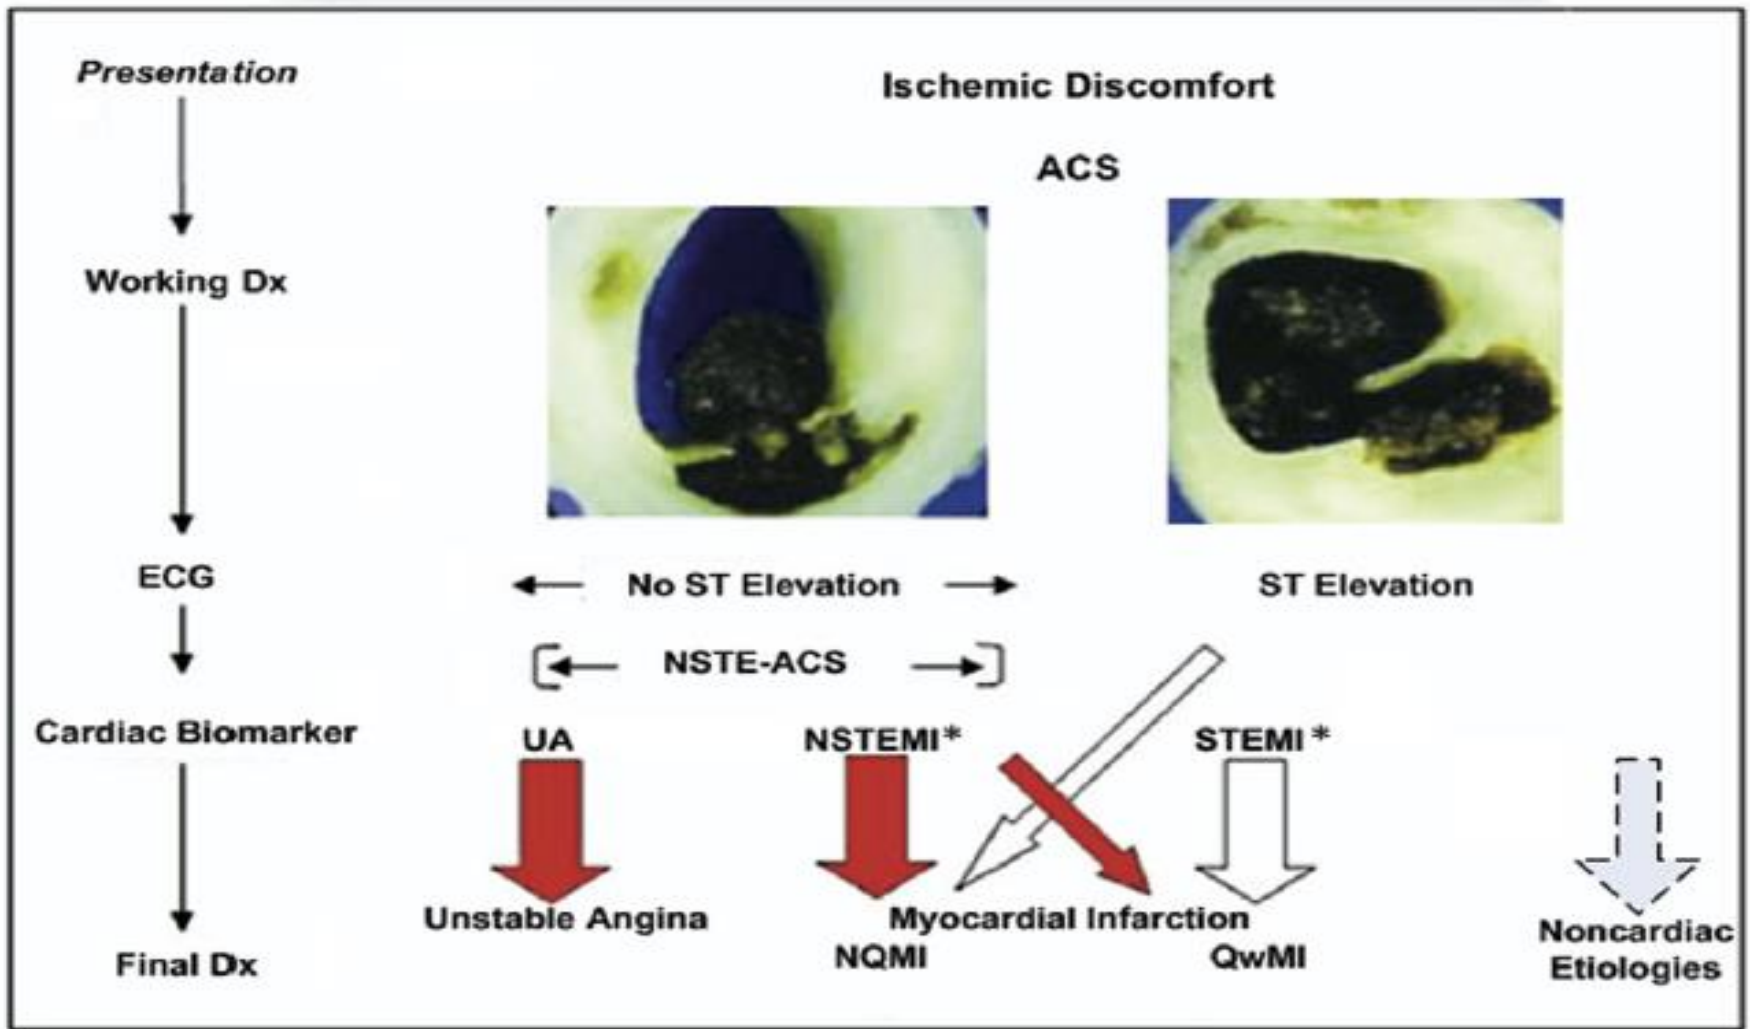 Presentation
Ischemic Discomfort
ACS
Working Dx
ECG
No ST Elevation
ST Elevation
NSTE-ACS
Cardiac Biomarker
UA
NSTEMI*
STEMI*
Unstable Angina
Myocardial Infarction
Noncardiac
Etiologies
NQMI
QwMI
Final Dx